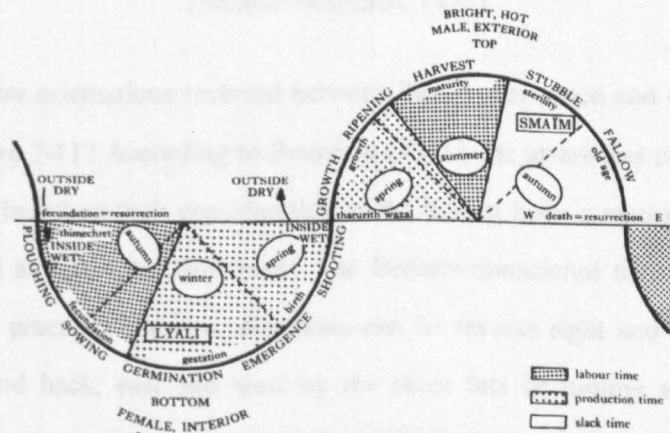 BRIGHT, HOT
MALE, EXTERIOR
TOP
HARVEST
STUBBLE
RIPENING
maturity
sterility
SMAÏM
FALLOW
old age
growth
summer
autumn
spring
GROWTH
OUTSIDE
DRY
OUTSIDE
DRY
fecundation = resurrection
thimechret
INSIDE
WET
INSIDE
WET
tharurith wazal
W
death = resurrection
E
autumn
winter
spring
PLOUGHING
SHOOTING
birth
fecundation
LYALI
SOWING
gestation
EMERGENCE
GERMINATION
BOTTOM
FEMALE, INTERIOR
labour time
production time
slack time